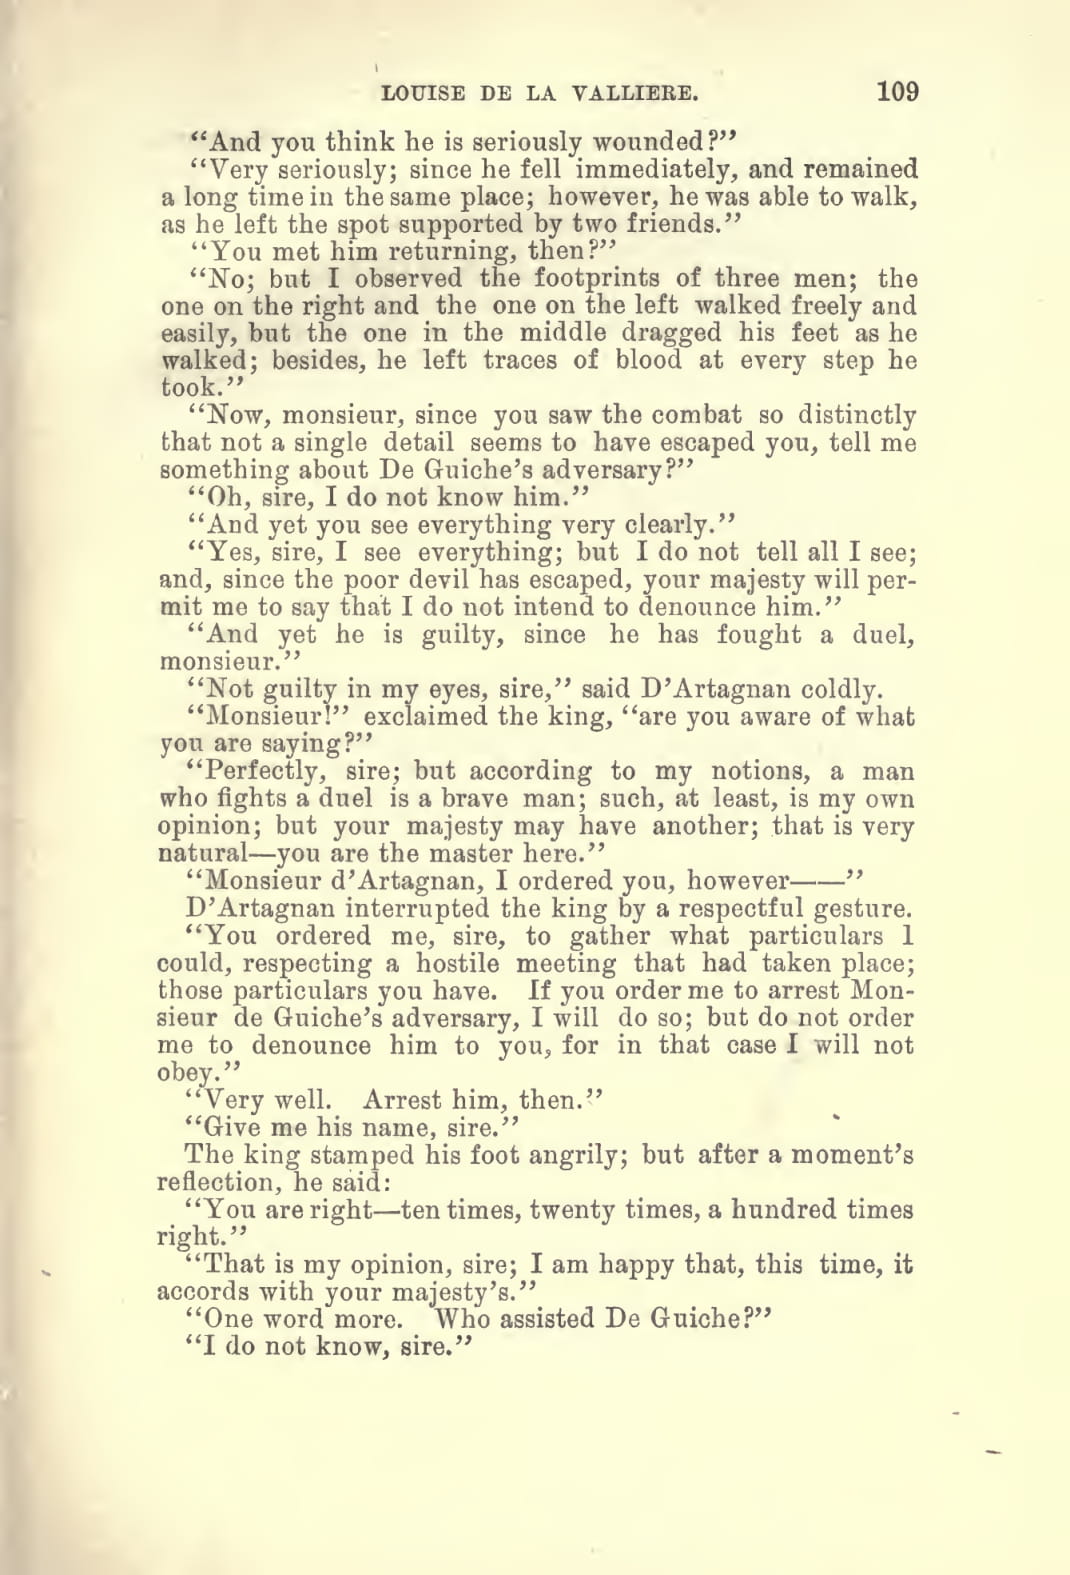 LOUISE DE LA VALLIERE. 109
“And you think he is seriously wounded?”
“Very seriously; since he fell immediately, and remained
a long time in the same place; however, he was able to walk,
as he left the spot supported by two friends.”
“You met him returning, then?”
“No; but I observed the footprints of three men; the
one on the right and the one on the left walked freely and
easily, but the one in the middle dragged his feet as he
walked; besides, he left traces of blood at every step he
took.”
“Now, monsieur, since you saw the combat so distinctly
that not a single detail seems to have escaped you, tell me
something about De Guiche’s adversary?”
“Oh, sire, I do not know him.”
“And yet you see everything very clearly.”
“Yes, sire, I see everything; but I do not tell all I see;
and, since the poor devil has escaped, your majesty will per-
mit me to say that I do not intend to denounce him.”
“And yet he is guilty, since he has fought a duel,
monsieur.”
“Not guilty in my eyes, sire,” said D’Artagnan coldly.
“Monsieur!” exclaimed the king, “are you aware of what
you are saying?”
“Perfectly, sire; but according to my notions, a man
who fights a duel is a brave man; such, at least, is my own
opinion; but your majesty may have another; that is very
natural—you are the master here.”
“Monsieur d’Artagnan, I ordered you, however——”
D’Artagnan interrupted the king by a respectful gesture.
“You ordered me, sire, to gather what particulars I
could, respecting a hostile meeting that had taken place;
those particulars you have. If you order me to arrest Mon-
sieur de Guiche’s adversary, I will do so; but do not order
me to denounce him to you, for in that case I will not
obey.”
“Very well. Arrest him, then.”
“Give me his name, sire.”
The king stamped his foot angrily; but after a moment’s
reflection, he said:
“You are right—ten times, twenty times, a hundred times
right.”
“That is my opinion, sire; I am happy that, this time, it
accords with your majesty’s.”
“One word more. Who assisted De Guiche?”
“I do not know, sire.”